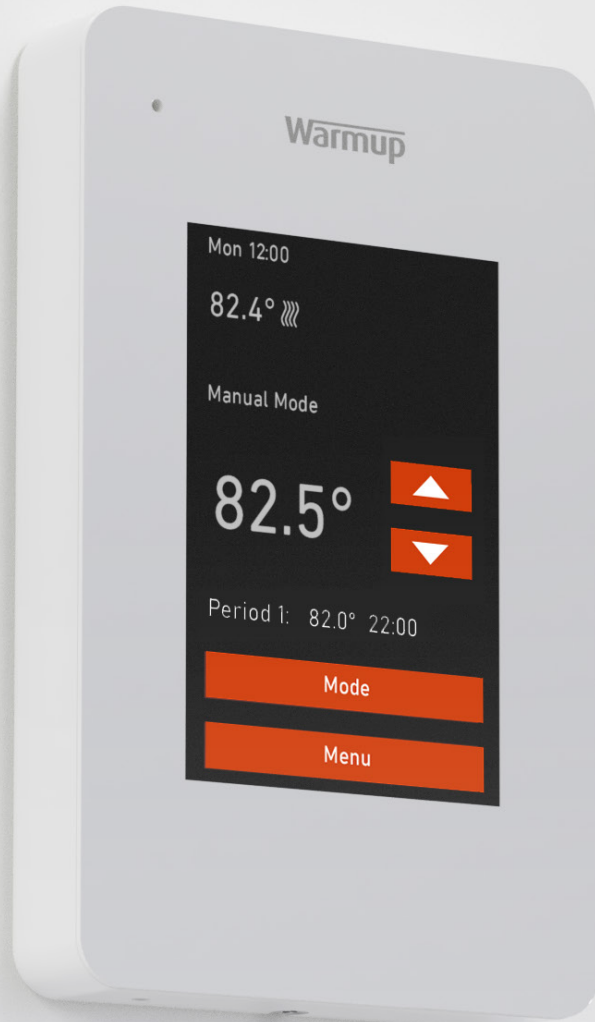 Warmup
Mon 12:00
82.4°
Manual Mode
82.5°
Period 1: 82.0° 22:00
Mode
Menu